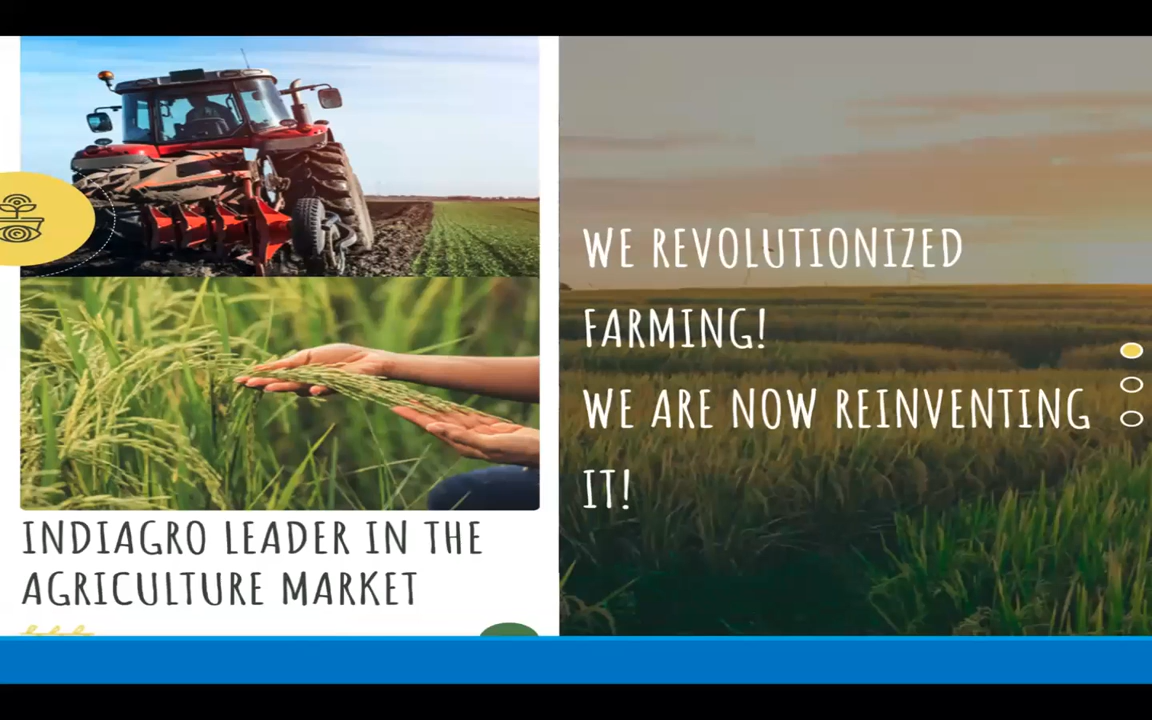 INDIAGRO LEADER IN THE
AGRICULTURE MARKET
WE REVOLUTIONIZED
FARMING!
WE ARE NOW REINVENTING
IT!